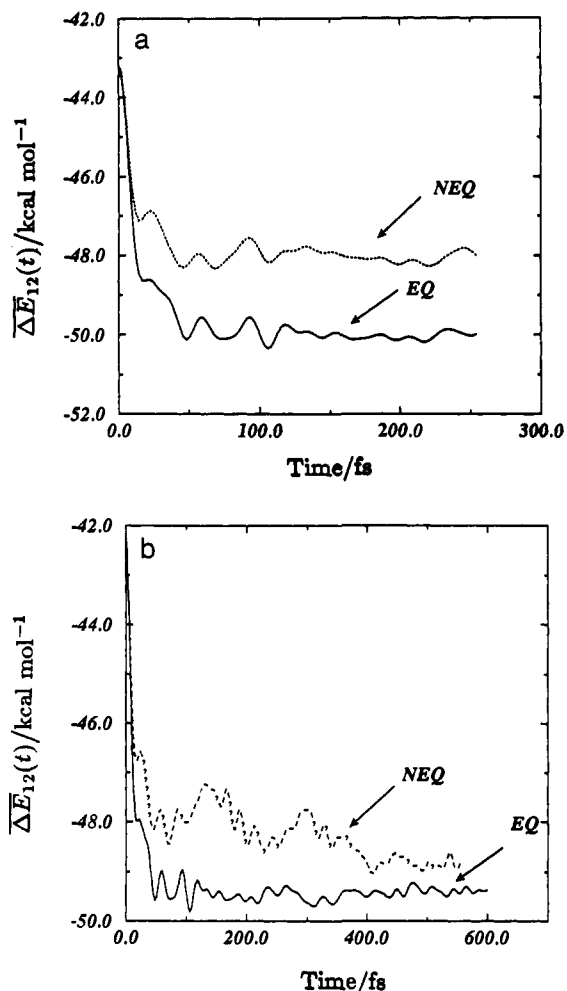 a
-42.0
-44.0
-46.0
-48.0
-50.0
-52.0
NEQ
EQ
0.0 100.0 200.0 300.0
Time/fs
ΔE̅₁₂(t)/kcal mol⁻¹
b
-42.0
-44.0
-46.0
-48.0
-50.0
NEQ
EQ
0.0 200.0 400.0 600.0
Time/fs
ΔE̅₁₂(t)/kcal mol⁻¹